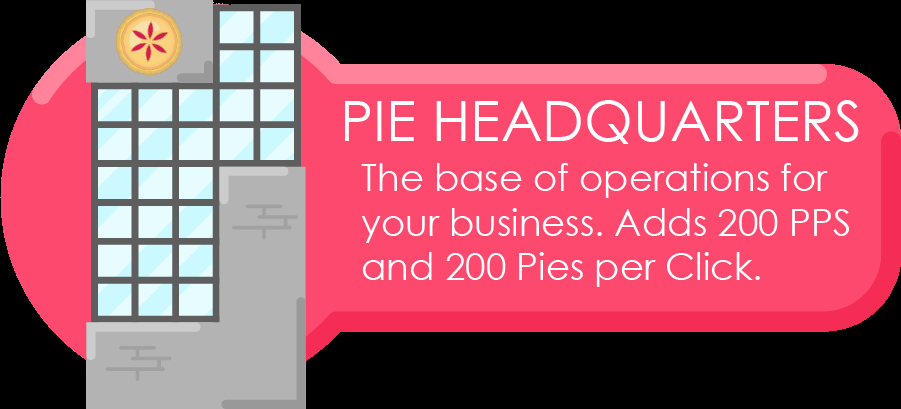 PIE HEADQUARTERS
The base of operations for
your business. Adds 200 PPS
and 200 Pies per Click.